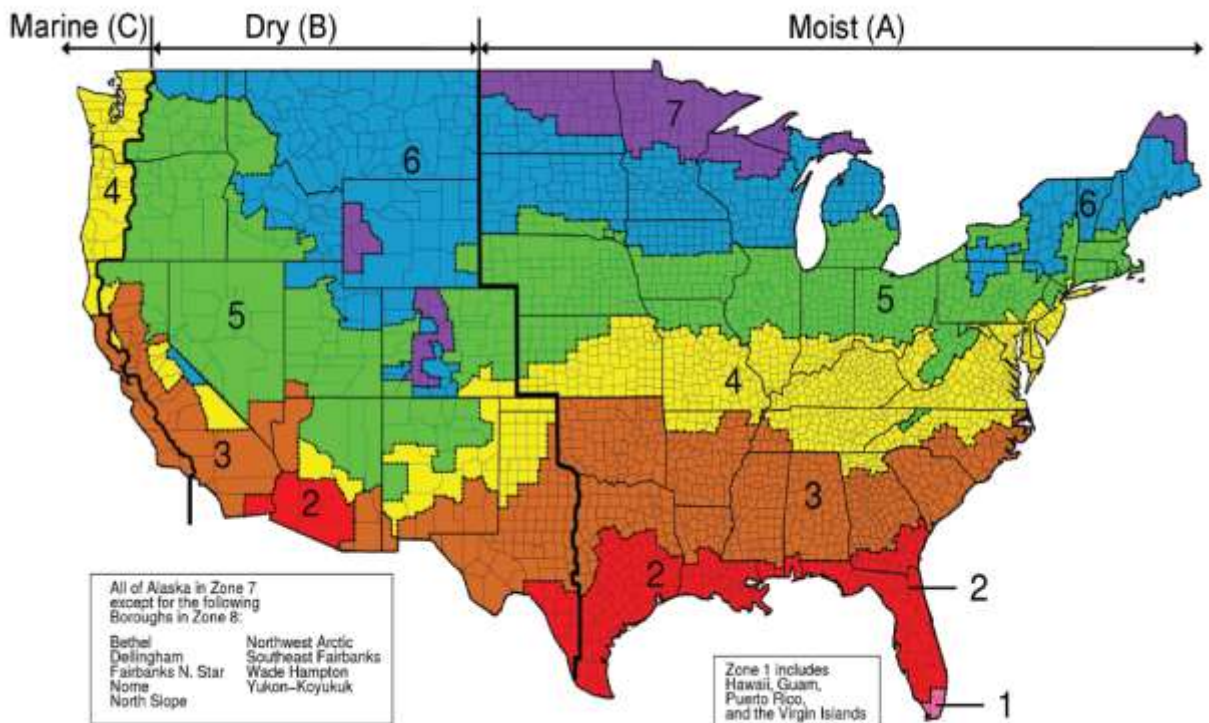 Marine (C) Dry (B) Moist (A)
7
6
4
6
5
5
4
3
3
2
2
2
1
All of Alaska in Zone 7
except for the following
Boroughs in Zone 8:
Bethel Northwest Arctic
Dellingham Southeast Fairbanks
Fairbanks N. Star Wade Hampton
Nome Yukon-Koyukuk
North Slope
Zone 1 includes
Hawaii, Guam,
Puerto Rico,
and the Virgin Islands